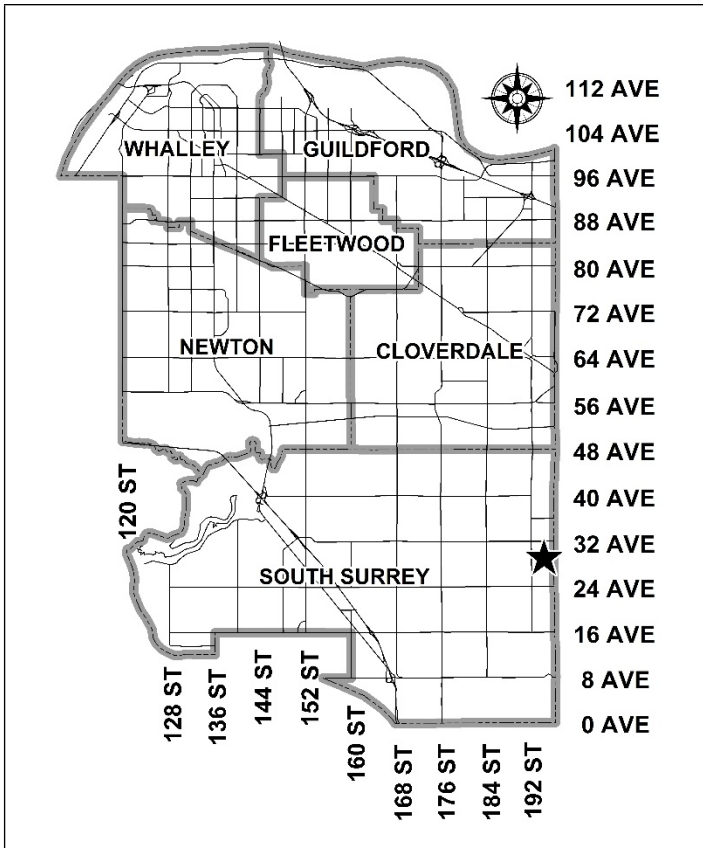 112 AVE
104 AVE
WHALLEY
GUILDFORD
96 AVE
88 AVE
FLEETWOOD
80 AVE
72 AVE
NEWTON
CLOVERDALE
64 AVE
56 AVE
48 AVE
120 ST
40 AVE
32 AVE
SOUTH SURREY
24 AVE
16 AVE
128 ST
136 ST
144 ST
152 ST
160 ST
8 AVE
0 AVE
168 ST
176 ST
184 ST
192 ST